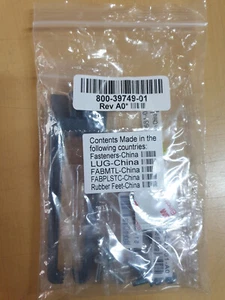 800-39749-01
Rev A0*
Contents Made in the
following countries:
Fasteners-China
LUG-China
FABMTL-China
FABPLSTC-China
Rubber Feet-China